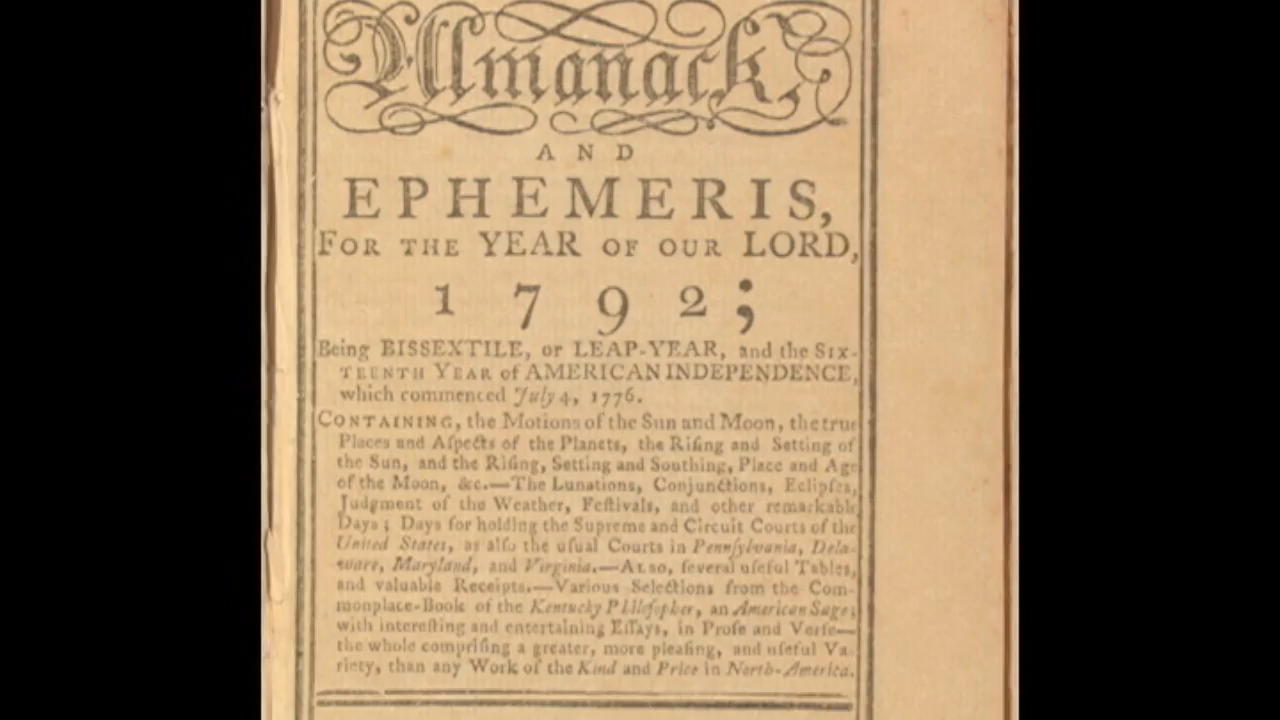 Almanack,
AND
EPHEMERIS,
FOR THE YEAR OF OUR LORD,
1792;
Being BISSEXTILE, or LEAP-YEAR, and the SIX-
TEENTH YEAR of AMERICAN INDEPENDENCE,
which commenced July 4, 1776.
CONTAINING, the Motions of the Sun and Moon, the true
Places and Aſpects of the Planets, the Riſing and Setting of
the Sun, and the Riſing, Setting and Southing, Place and Age
of the Moon, &c.—The Lunations, Conjunctions, Eclipſes,
Judgment of the Weather, Feſtivals, and other remarkable
Days; Days for holding the Supreme and Circuit Courts of the
United States, as alſo the uſual Courts in Pennſylvania, Dela-
ware, Maryland, and Virginia.—ALSO, ſeveral uſeful Tables,
and valuable Receipts.—Various Selections from the Com-
monplace-Book of the Kentucky Philoſopher, an American Sage;
with intereſting and entertaining Eſſays, in Proſe and Verſe—
the whole compriſing a greater, more pleaſing, and uſeful Va-
riety, than any Work of the Kind and Price in North-America.